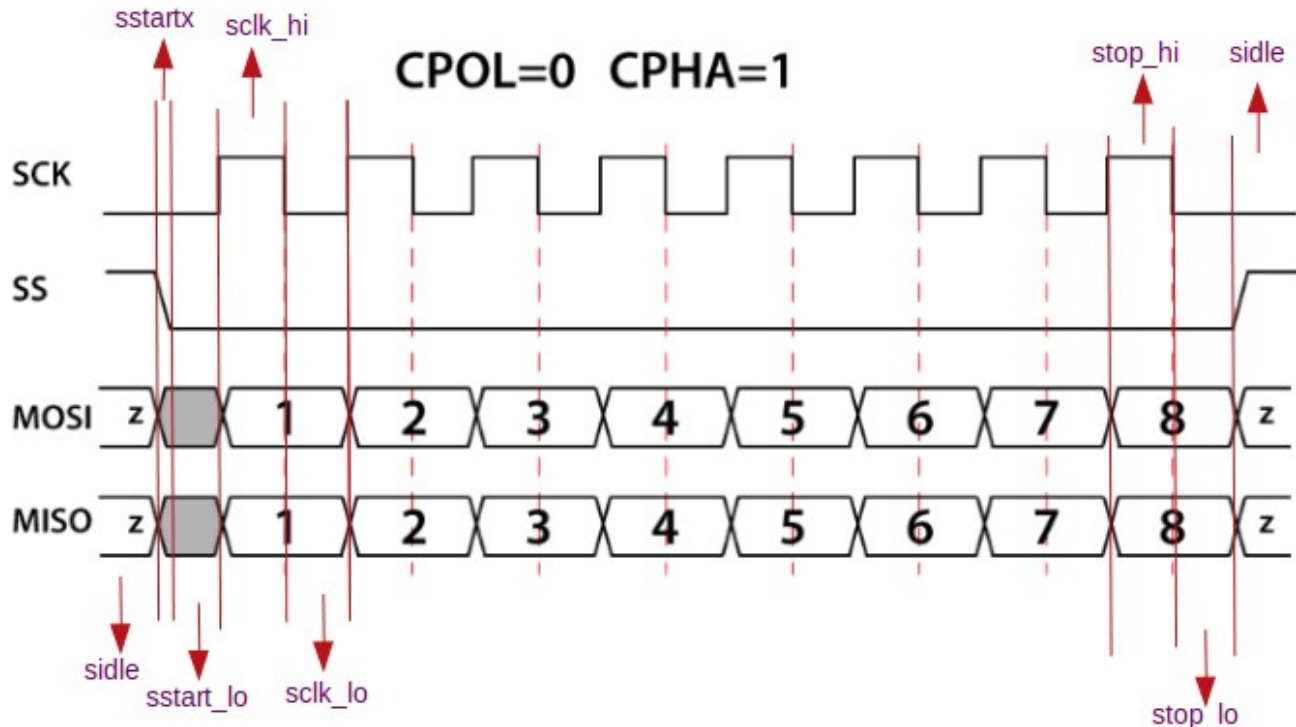 sstartx
sclk_hi
CPOL=0 CPHA=1
stop_hi
sidle
SCK
SS
MOSI z 1 2 3 4 5 6 7 8 z
MISO z 1 2 3 4 5 6 7 8 z
sidle
sstart_lo
sclk_lo
stop_lo